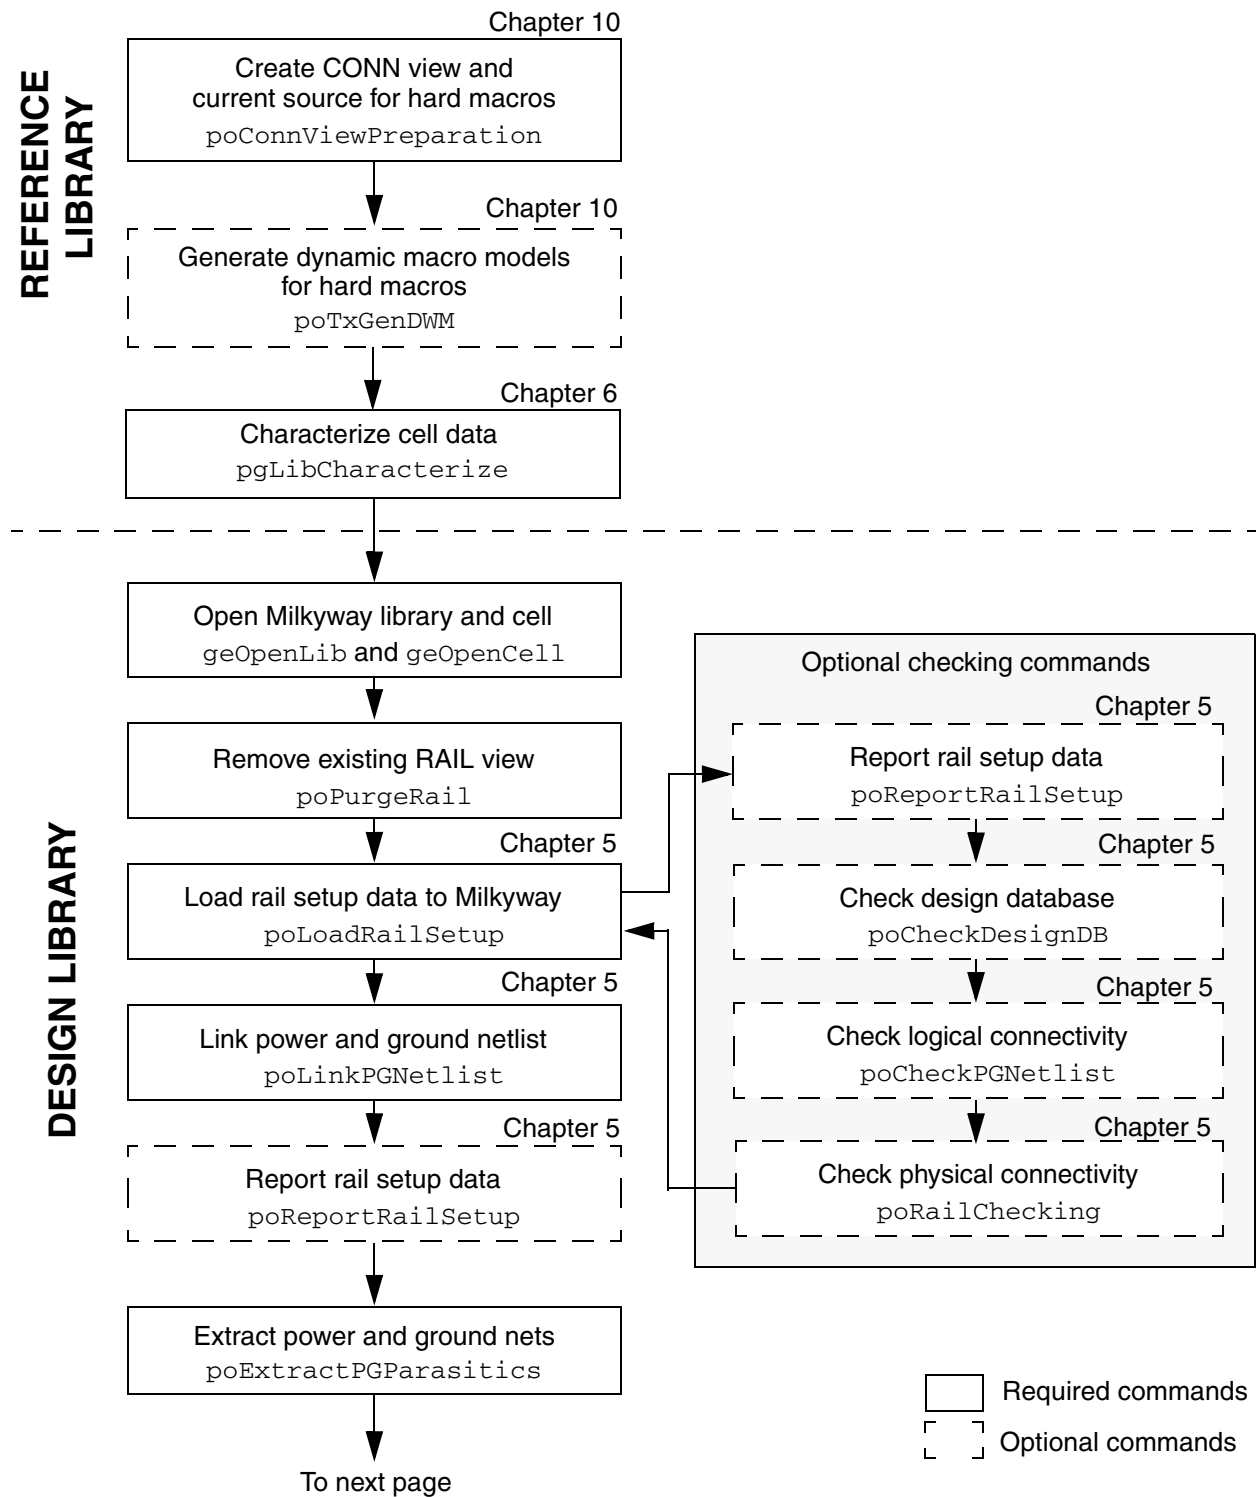 REFERENCE
LIBRARY
Chapter 10
Create CONN view and
current source for hard macros
poConnViewPreparation
Chapter 10
Generate dynamic macro models
for hard macros
poTxGenDWM
Chapter 6
Characterize cell data
pgLibCharacterize
DESIGN LIBRARY
Open Milkyway library and cell
geOpenLib and geOpenCell
Remove existing RAIL view
poPurgeRail
Chapter 5
Load rail setup data to Milkyway
poLoadRailSetup
Chapter 5
Link power and ground netlist
poLinkPGNetlist
Chapter 5
Report rail setup data
poReportRailSetup
Extract power and ground nets
poExtractPGParasitics
To next page
Optional checking commands
Chapter 5
Report rail setup data
poReportRailSetup
Chapter 5
Check design database
poCheckDesignDB
Chapter 5
Check logical connectivity
poCheckPGNetlist
Chapter 5
Check physical connectivity
poRailChecking
Required commands
Optional commands